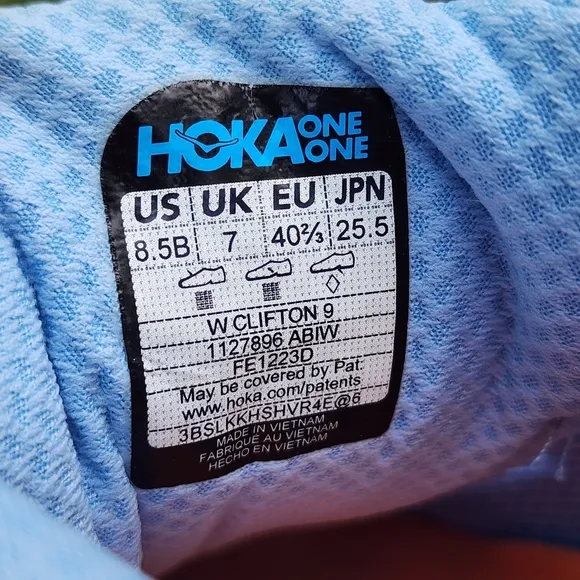 HOKA ONE ONE
US UK EU JPN
8.5B 7 40⅔ 25.5
W CLIFTON 9
1127896 ABIW
FE1223D
May be covered by Pat.
www.hoka.com/patents
3BSLKKHSHVR4E@6
MADE IN VIETNAM
FABRIQUE AU VIETNAM
HECHO EN VIETNAM